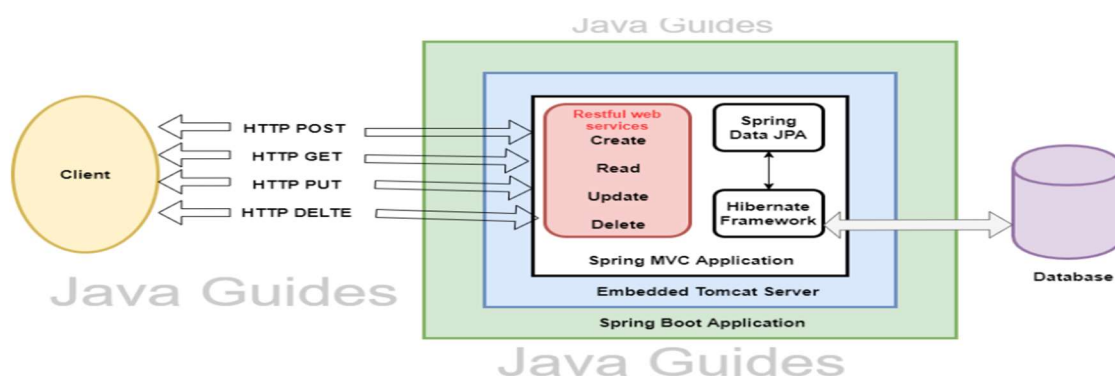 Java Guides
Client
HTTP POST
HTTP GET
HTTP PUT
HTTP DELTE
Restful web
services
Create
Read
Update
Delete
Spring
Data JPA
Hibernate
Framework
Spring MVC Application
Embedded Tomcat Server
Spring Boot Application
Database
Java Guides
Java Guides